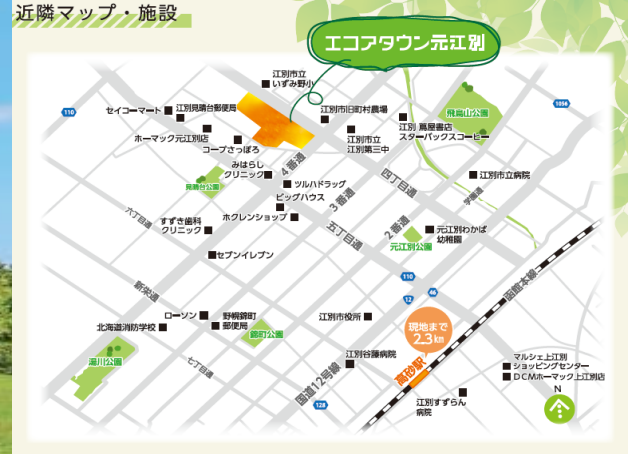 近隣マップ・施設
エコアタウン元江別
江別市立
いずみ野小
セイコーマート
江別見晴台郵便局
ホーマック元江別店
コープさっぽろ
江別市旧町村農場
江別市立
江別第三中
江別 蔦屋書店
スターバックスコーヒー
飛烏山公園
110
1056
みはらし
クリニック
4番通
ツルハドラッグ
ビッグハウス
ホクレンショップ
見晴台公園
3番通
四丁目通
江別市立病院
学園通
六丁目通
すずき歯科
クリニック
五丁目通
2番通
元江別公園
元江別わかば
幼稚園
セブンイレブン
新栄通
110
12
46
函館本線
ローソン
野幌錦町
郵便局
北海道消防学校
錦町公園
江別市役所
現地まで
2.3km
湯川公園
七丁目通
江別谷藤病院
国道12号線
128
高砂駅
江別すずらん
病院
マルシェ上江別
ショッピングセンター
DCMホーマック上江別店
N